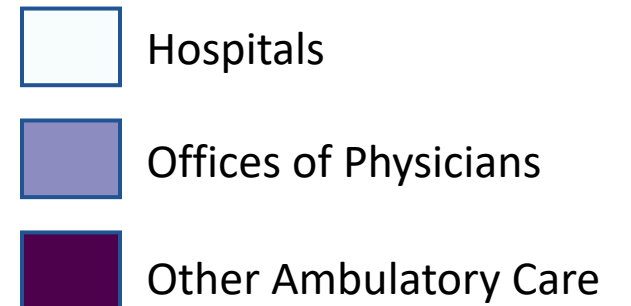 Hospitals
Offices of Physicians
Other Ambulatory Care